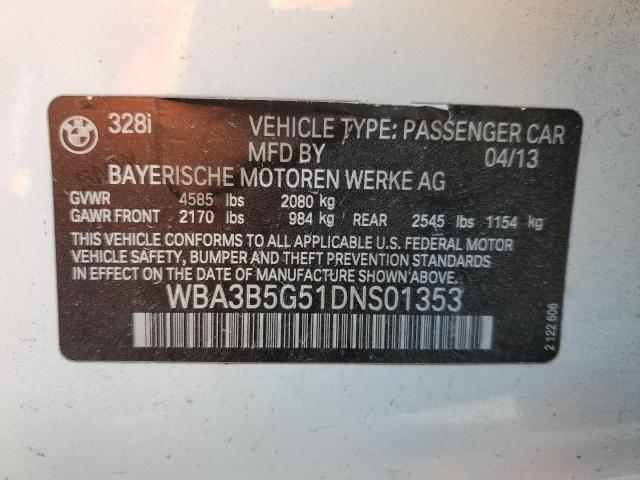 BMW 328i VEHICLE TYPE: PASSENGER CAR
MFD BY 04/13
BAYERISCHE MOTOREN WERKE AG
GVWR 4585 lbs 2080 kg
GAWR FRONT 2170 lbs 984 kg REAR 2545 lbs 1154 kg
THIS VEHICLE CONFORMS TO ALL APPLICABLE U.S. FEDERAL MOTOR
VEHICLE SAFETY, BUMPER AND THEFT PREVENTION STANDARDS
IN EFFECT ON THE DATE OF MANUFACTURE SHOWN ABOVE.
WBA3B5G51DNS01353
2 122 606